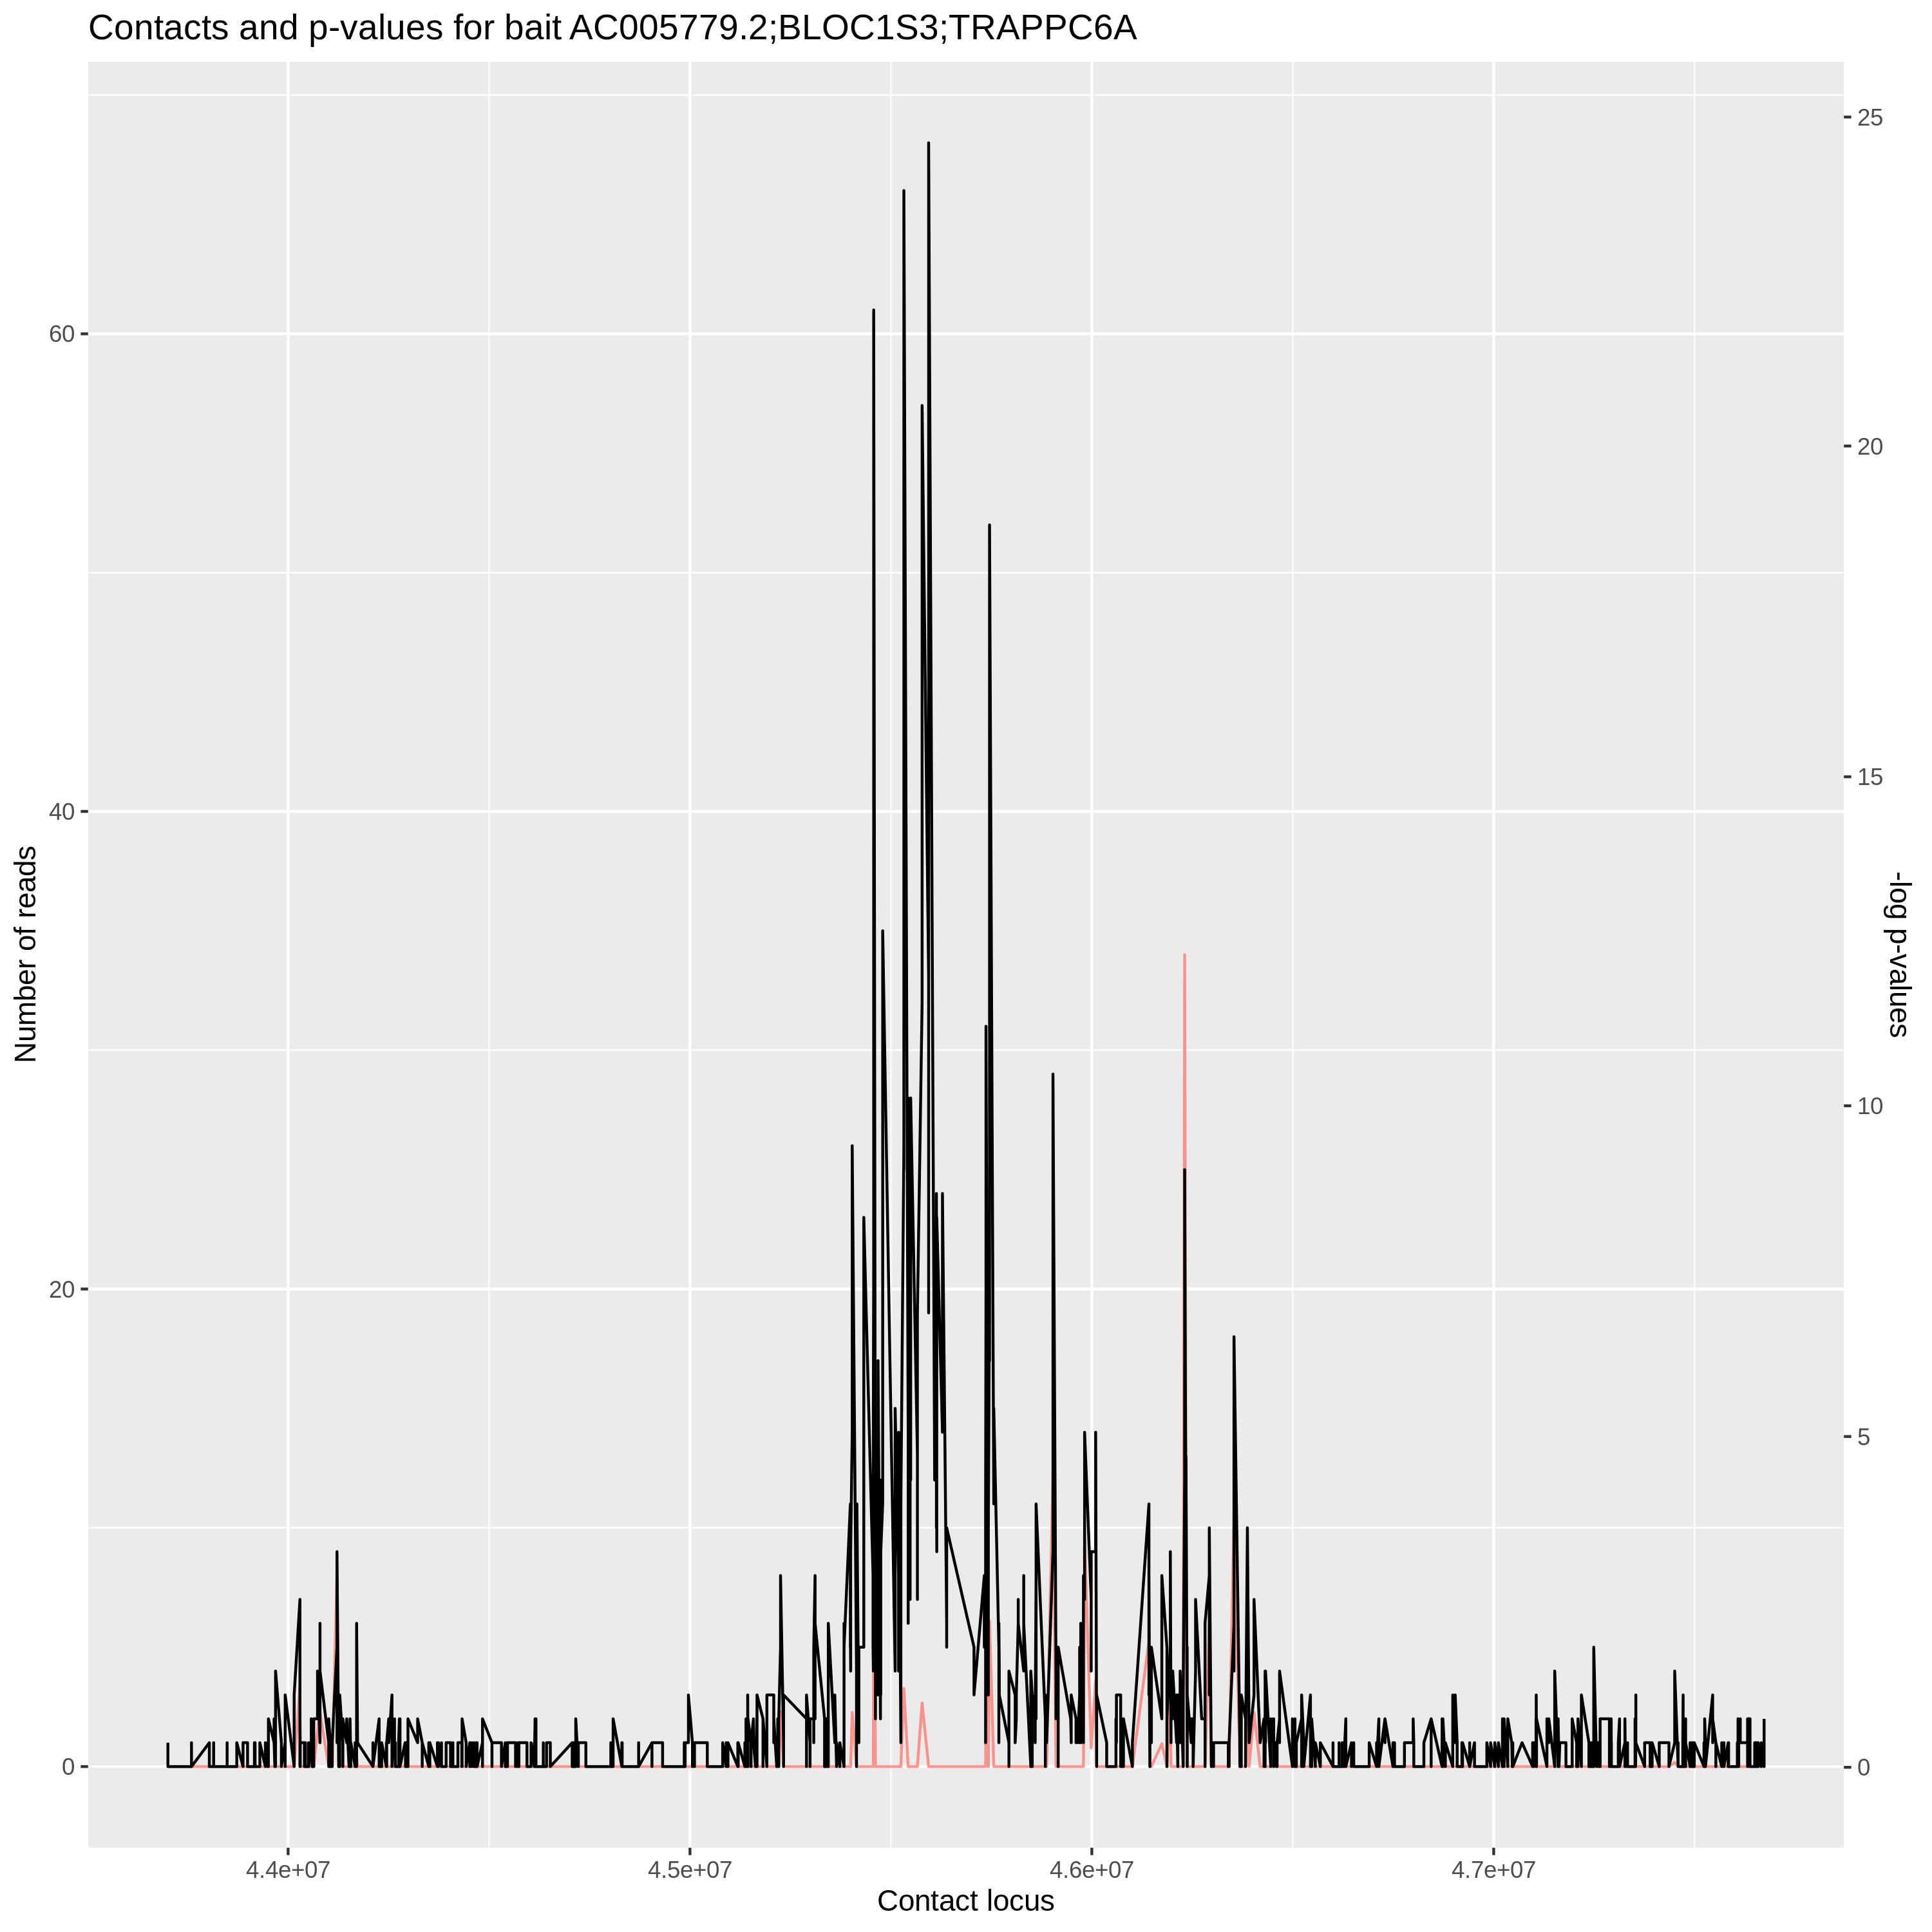 Contacts and p-values for bait AC005779.2;BLOC1S3;TRAPPC6A
Number of reads
60
40
20
0
25
20
15
10
5
0
-log p-values
4.4e+07 4.5e+07 4.6e+07 4.7e+07
Contact locus